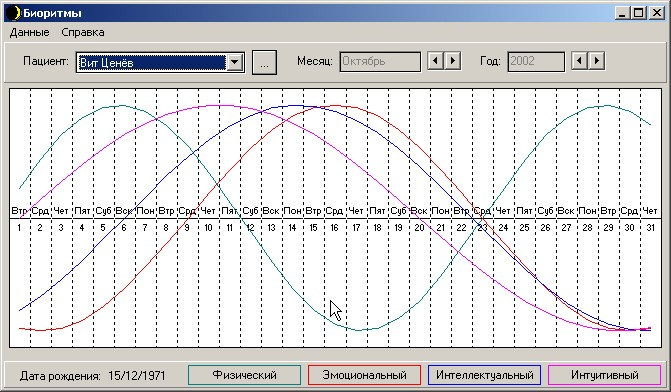 Биоритмы
Данные Справка
Пациент: Вит Ценёв ... Месяц: Октябрь Год: 2002
Втр Срд Чет Пят Суб Вск Пон Втр Срд Чет Пят Суб Вск Пон Втр Срд Чет Пят Суб Вск Пон Втр Срд Чет Пят Суб Вск Пон Втр Срд Чет
1 2 3 4 5 6 7 8 9 10 11 12 13 14 15 16 17 18 19 20 21 22 23 24 25 26 27 28 29 30 31
Дата рождения: 15/12/1971 Физический Эмоциональный Интеллектуальный Интуитивный